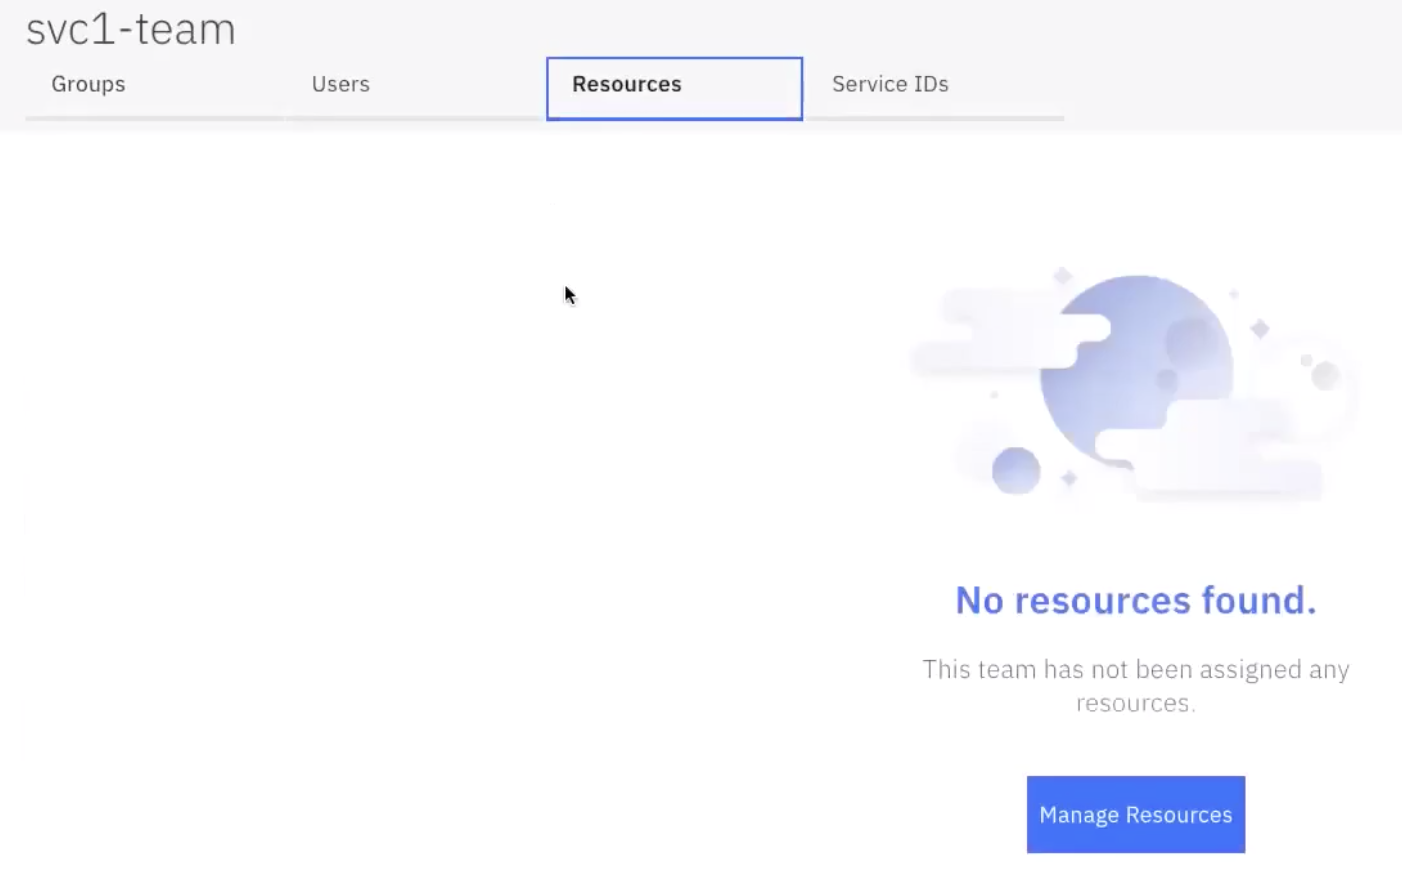 svc1-team
Groups
Users
Resources
Service IDs
No resources found.
This team has not been assigned any
resources.
Manage Resources